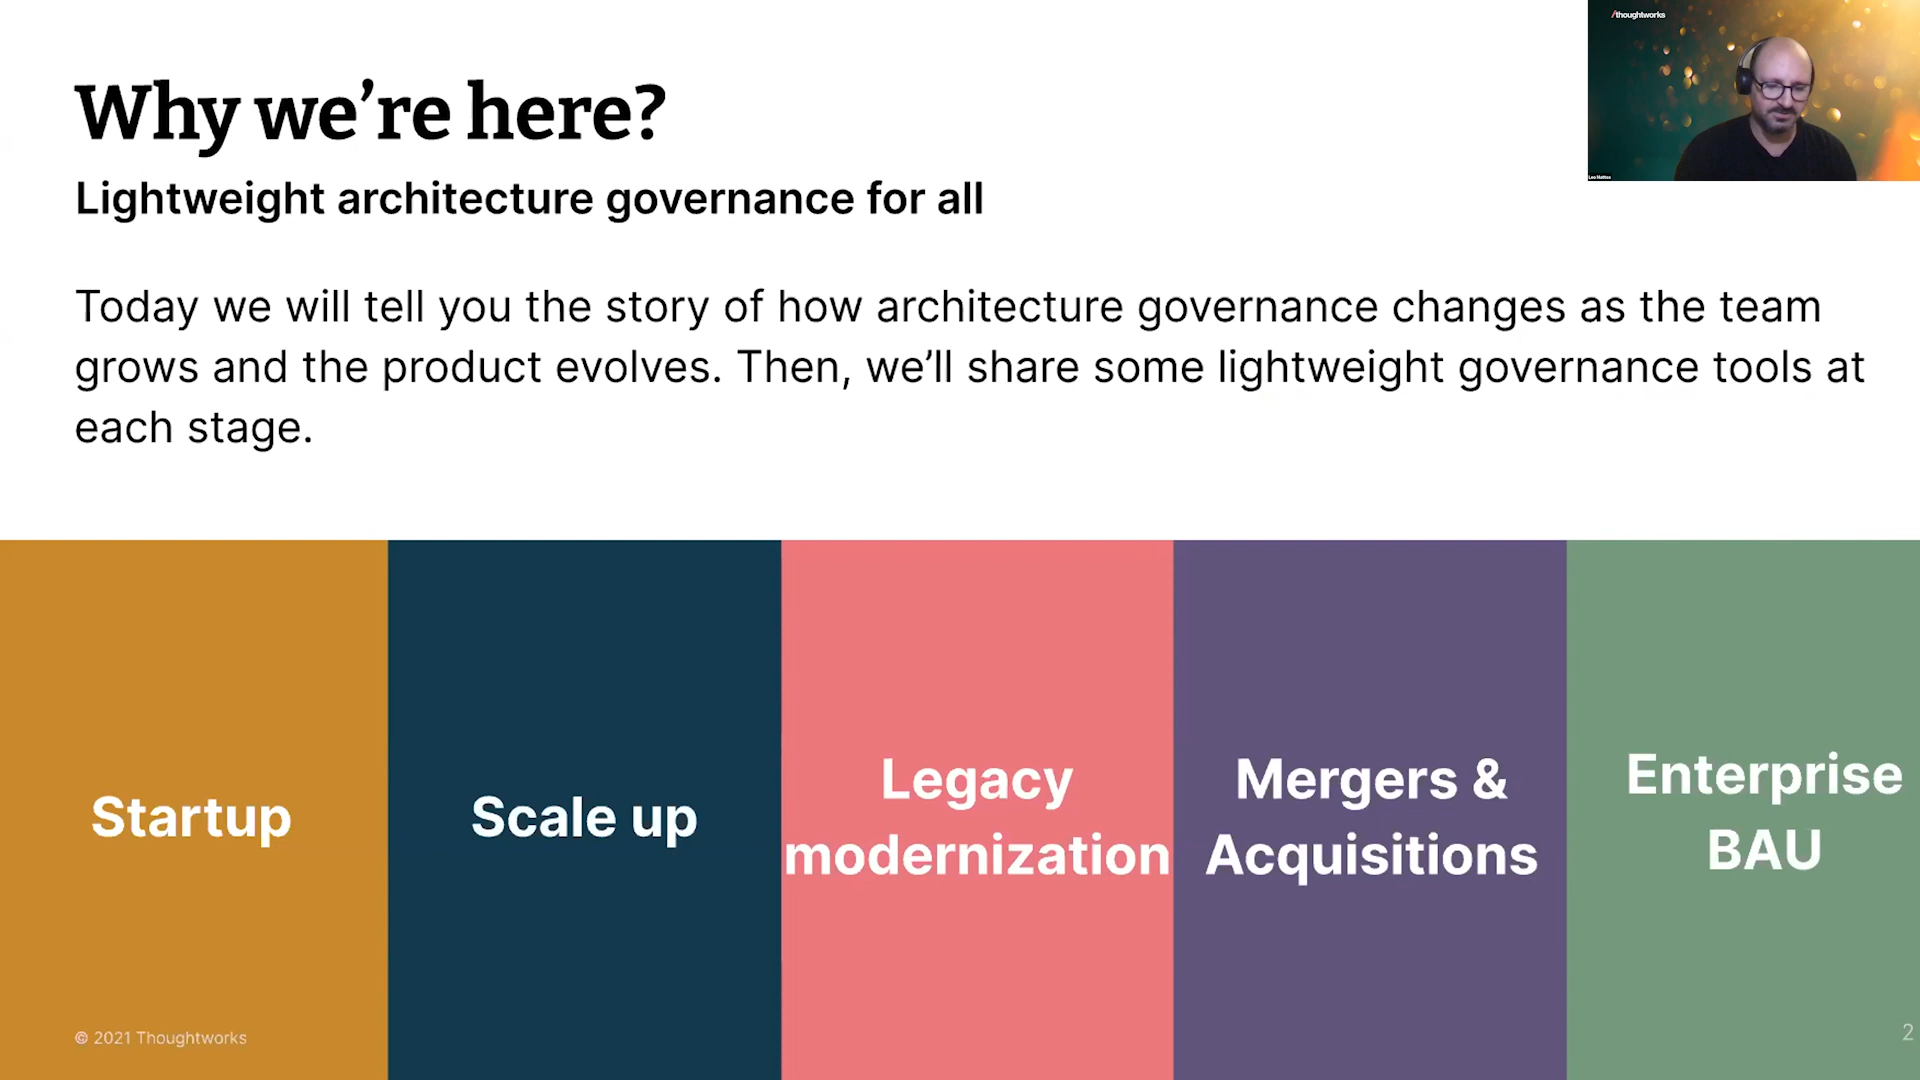 /thoughtworks
Why we’re here?
Lightweight architecture governance for all
Today we will tell you the story of how architecture governance changes as the team
grows and the product evolves. Then, we’ll share some lightweight governance tools at
each stage.
Startup
Scale up
Legacy
modernization
Mergers &
Acquisitions
Enterprise
BAU
© 2021 Thoughtworks
2